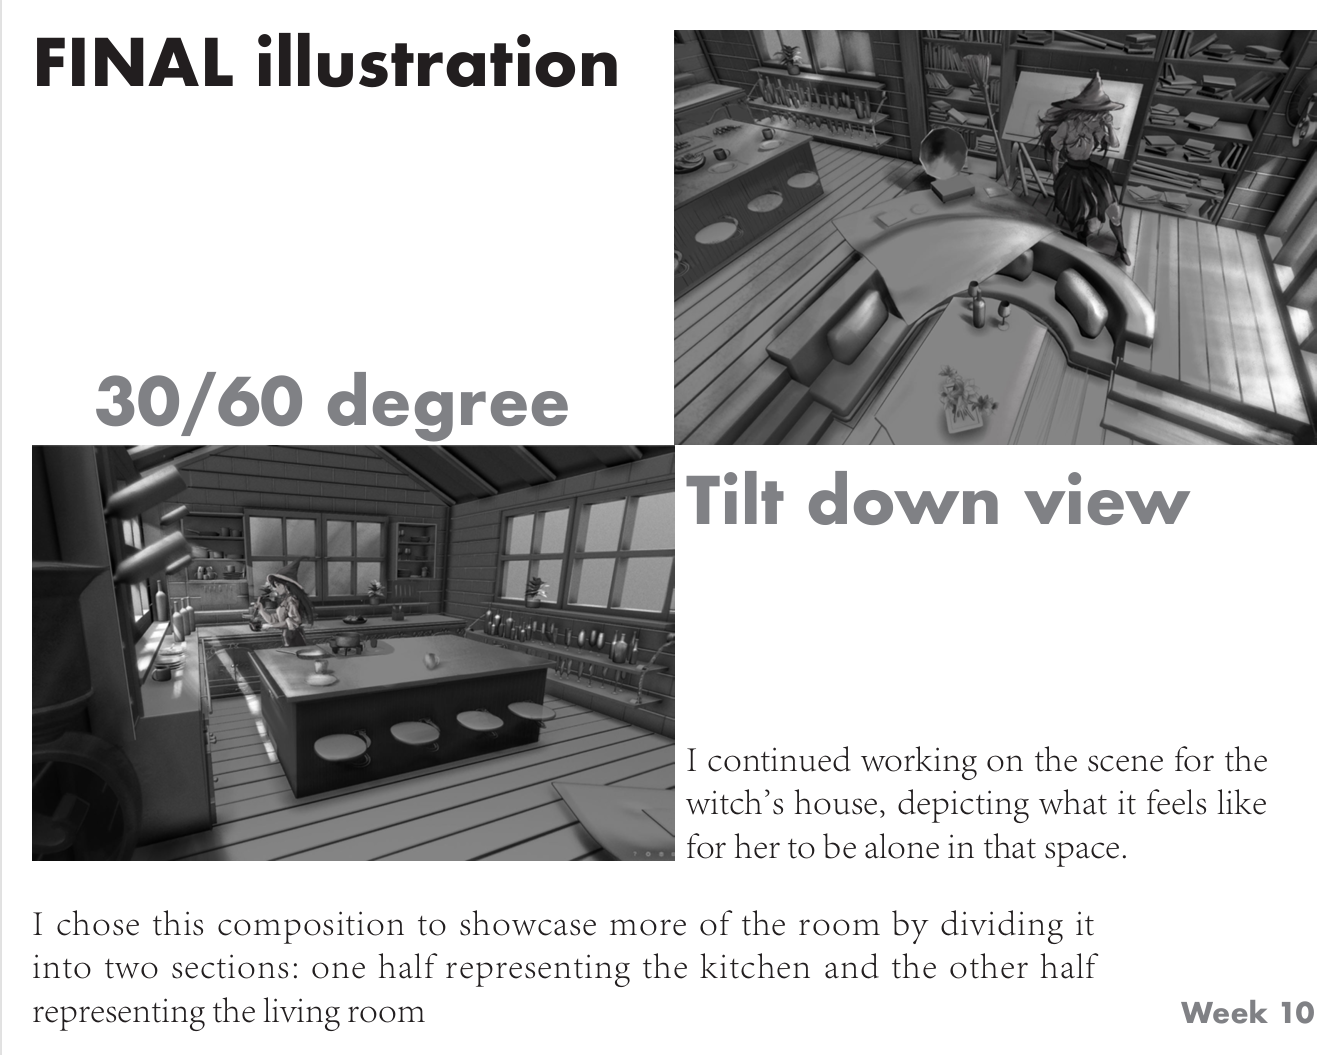 FINAL illustration
30/60 degree
Tilt down view
I continued working on the scene for the
witch’s house, depicting what it feels like
for her to be alone in that space.
I chose this composition to showcase more of the room by dividing it
into two sections: one half representing the kitchen and the other half
representing the living room
Week 10